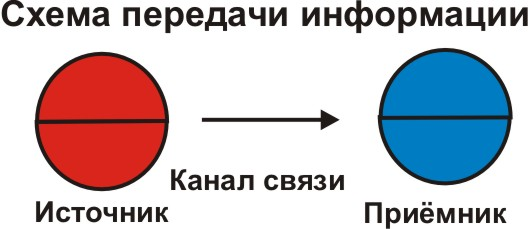 Схема передачи информации
Канал связи
Источник
Приёмник